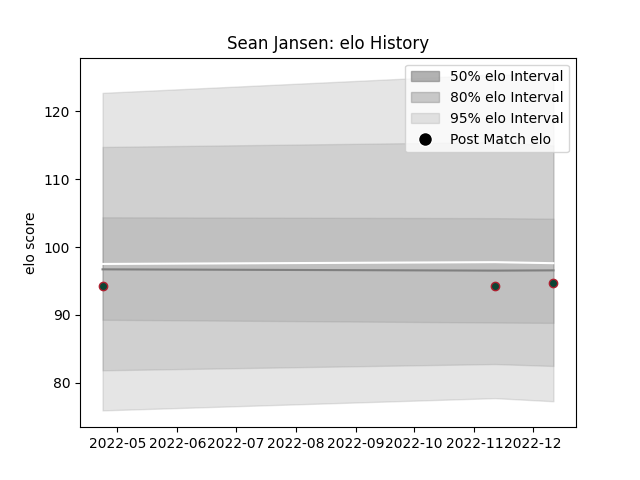 Sean Jansen: elo History
50% elo Interval
80% elo Interval
95% elo Interval
Post Match elo
elo score
120
110
100
90
80
2022-05 2022-06 2022-07 2022-08 2022-09 2022-10 2022-11 2022-12